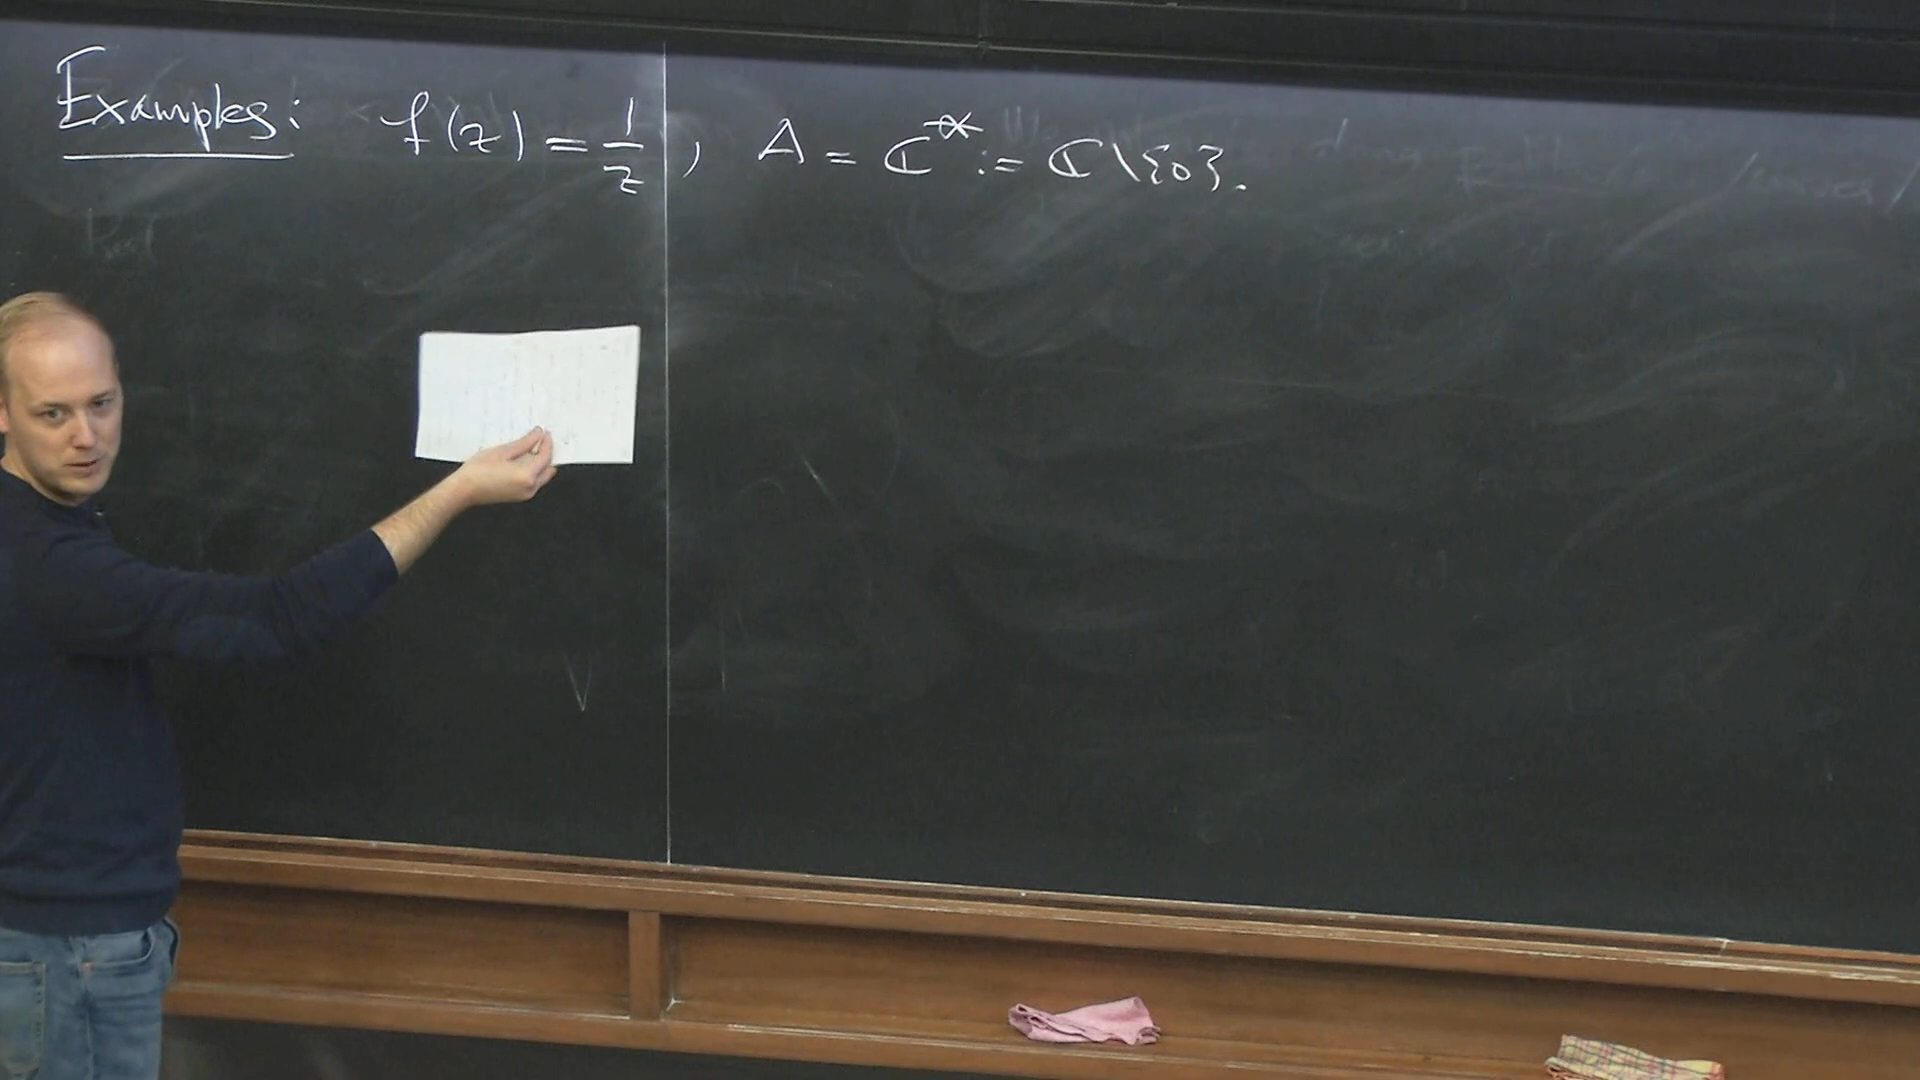 Examples: f(z) = 1/z, A = ℂ* := ℂ\{0}.